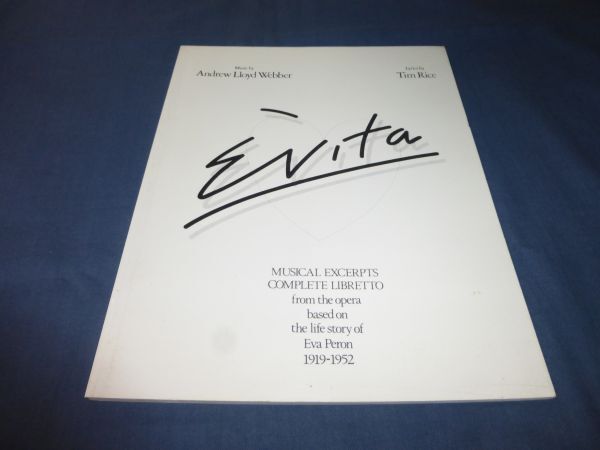 Music by
Andrew Lloyd Webber
Lyrics by
Tim Rice
Evita
MUSICAL EXCERPTS
COMPLETE LIBRETTO
from the opera
based on
the life story of
Eva Peron
1919-1952